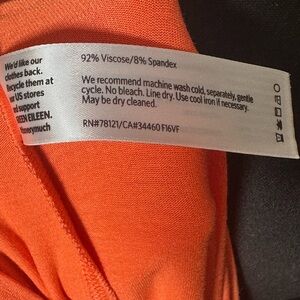 We'd like our
clothes back.
Recycle them at
our US stores
and support
GREEN EILEEN.
92% Viscose/8% Spandex
We recommend machine wash cold, separately, gentle
cycle. No bleach. Line dry. Use cool iron if necessary.
May be dry cleaned.
RN#78121/CA#34460 F16VF